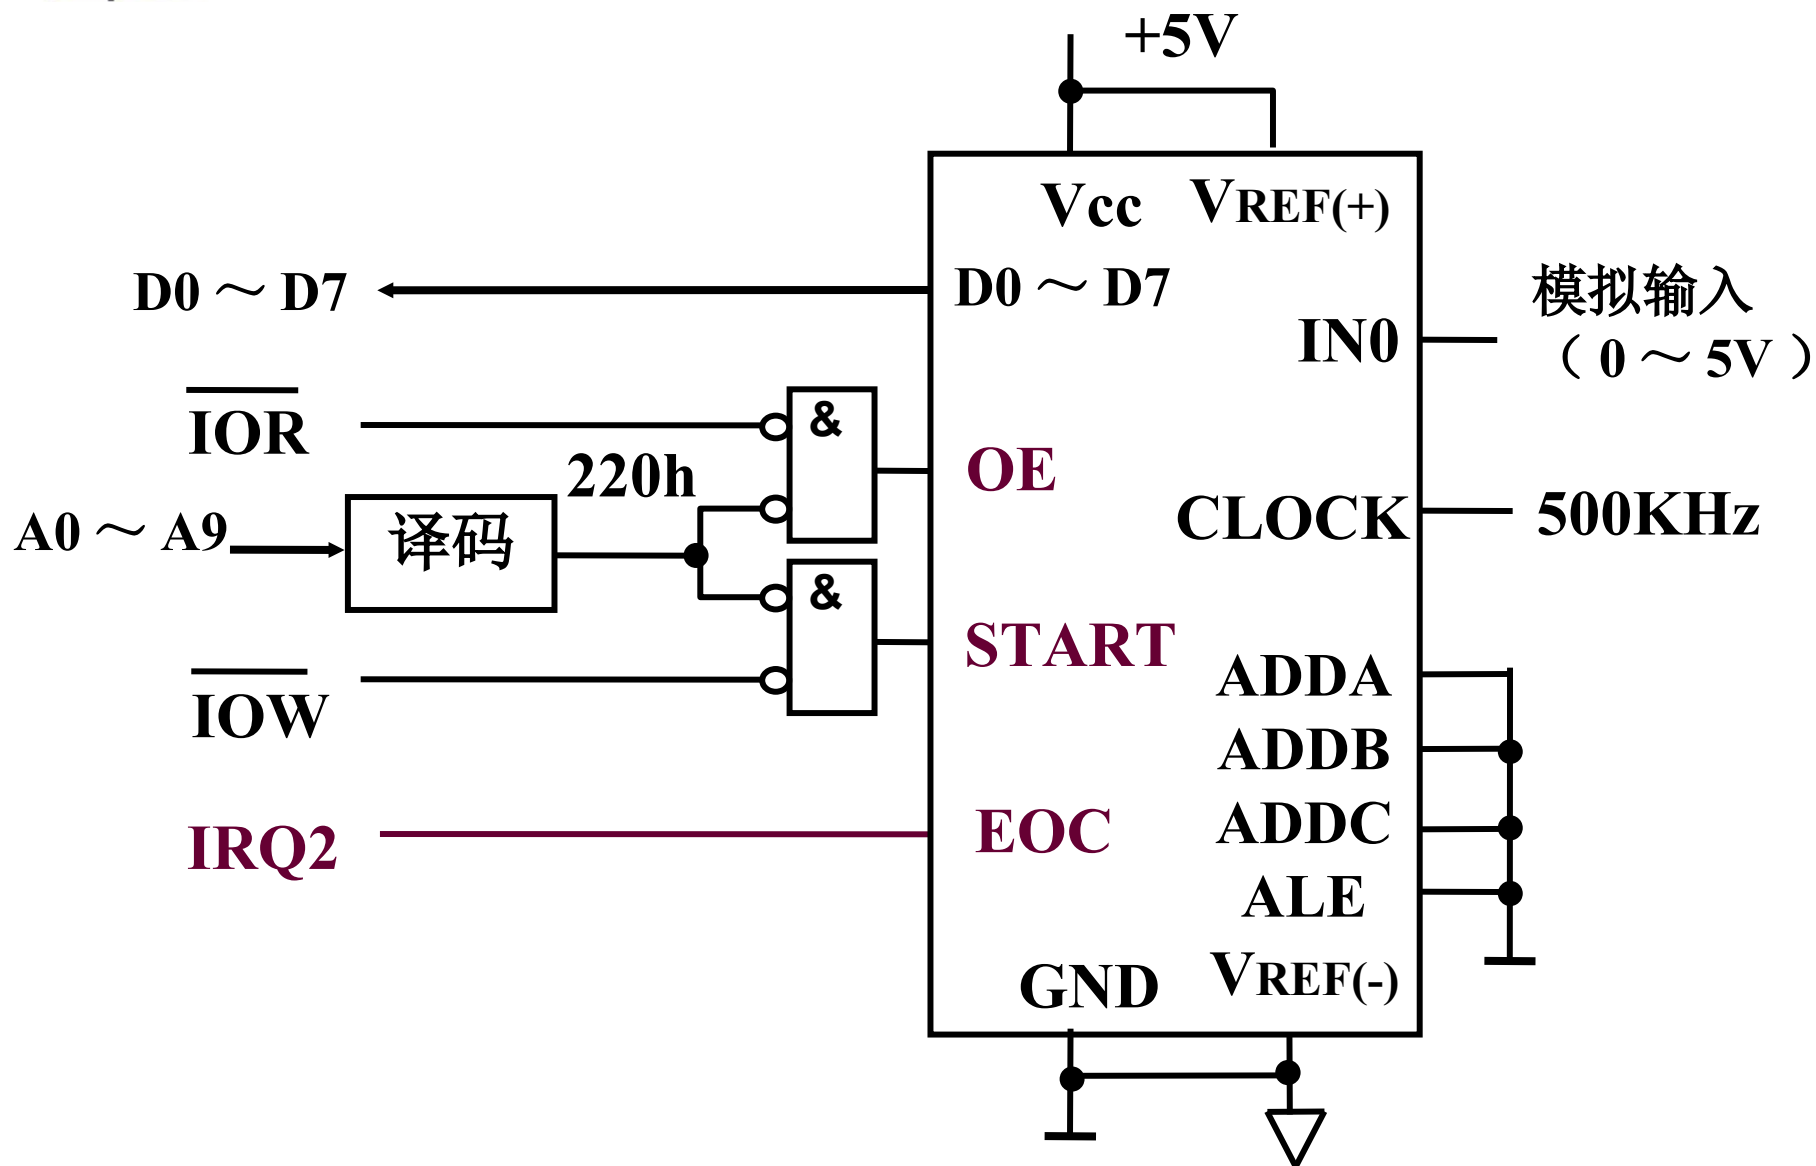 +5V
Vcc
VREF(+)
D0～D7
D0～D7
模拟输入
（0～5V）
IN0
IOR
&
OE
220h
CLOCK
500KHz
A0～A9
译码
&
START
ADDA
IOW
ADDB
IRQ2
EOC
ADDC
ALE
GND
VREF(-)